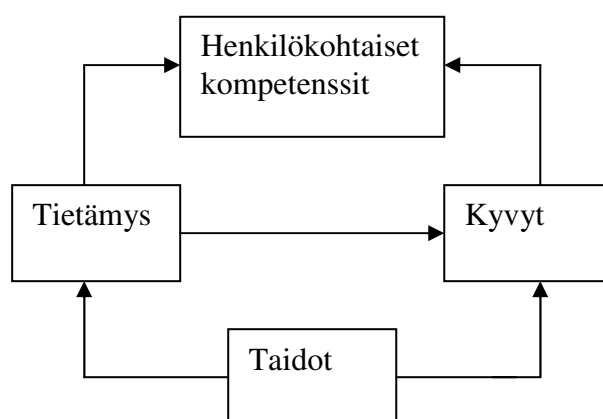 Henkilökohtaiset
kompetenssit
Tietämys
Kyvyt
Taidot